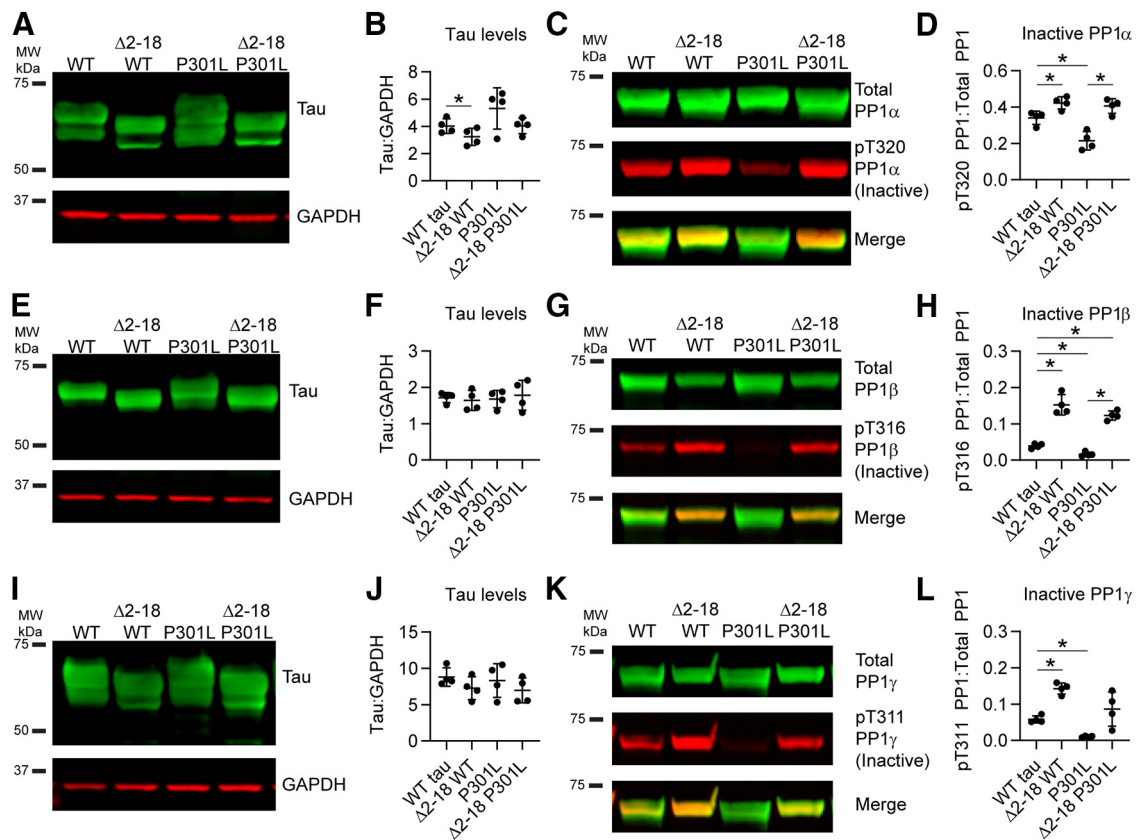 A
MW
kDa
Δ2-18
WT
WT
P301L
Δ2-18
P301L
75
50
37
Tau
GAPDH
B
Tau levels
Tau:GAPDH
8
6
4
2
0
*
WT tau
Δ2-18 WT
P301L
Δ2-18 P301L
C
MW
kDa
Δ2-18
WT
WT
P301L
Δ2-18
P301L
75
Total
PP1α
75
pT320
PP1α
(Inactive)
75
Merge
D
Inactive PP1α
pT320 PP1:Total PP1
0.6
0.4
0.2
0.0
*
* *
WT tau
Δ2-18 WT
P301L
Δ2-18 P301L
E
MW
kDa
Δ2-18
WT
WT
P301L
Δ2-18
P301L
75
50
37
Tau
GAPDH
F
Tau levels
Tau:GAPDH
3
2
1
0
WT tau
Δ2-18 WT
P301L
Δ2-18 P301L
G
MW
kDa
Δ2-18
WT
WT
P301L
Δ2-18
P301L
75
Total
PP1β
75
pT316
PP1β
(Inactive)
75
Merge
H
Inactive PP1β
pT316 PP1:Total PP1
0.3
0.2
0.1
0.0
*
*
*
*
WT tau
Δ2-18 WT
P301L
Δ2-18 P301L
I
MW
kDa
Δ2-18
WT
WT
P301L
Δ2-18
P301L
75
50
37
Tau
GAPDH
J
Tau levels
Tau:GAPDH
15
10
5
0
WT tau
Δ2-18 WT
P301L
Δ2-18 P301L
K
MW
kDa
Δ2-18
WT
WT
P301L
Δ2-18
P301L
75
Total
PP1γ
75
pT311
PP1γ
(Inactive)
75
Merge
L
Inactive PP1γ
pT311 PP1:Total PP1
0.3
0.2
0.1
0.0
*
*
WT tau
Δ2-18 WT
P301L
Δ2-18 P301L